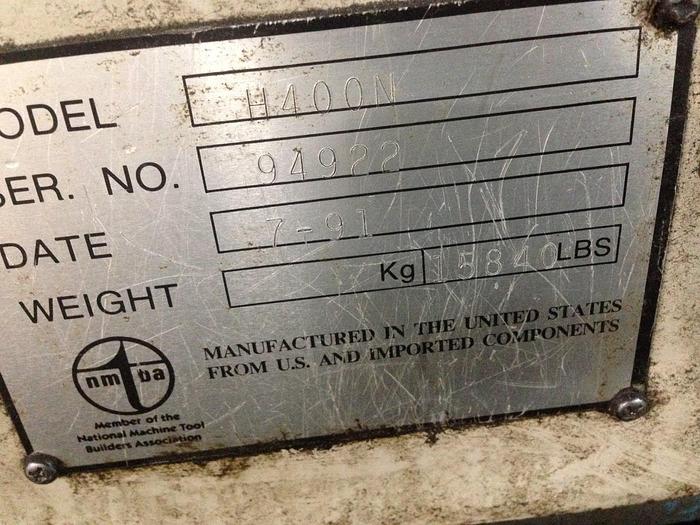 ODEL H400N
SER. NO. 94922
DATE 7-91
WEIGHT Kg 15840 LBS
MANUFACTURED IN THE UNITED STATES
FROM U.S. AND IMPORTED COMPONENTS
nmtba
Member of the
National Machine Tool
Builders Association